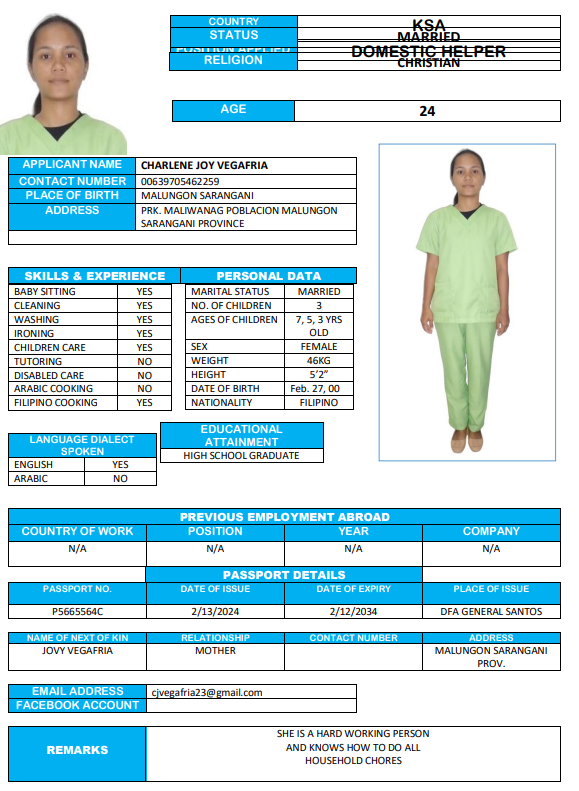 COUNTRY KSA
STATUS MARRIED
POSITION APPLIED DOMESTIC HELPER
RELIGION CHRISTIAN
AGE 24
APPLICANT NAME CHARLENE JOY VEGAFRIA
CONTACT NUMBER 00639705462259
PLACE OF BIRTH MALUNGON SARANGANI
ADDRESS PRK. MALIWANAG POBLACION MALUNGON
SARANGANI PROVINCE
SKILLS & EXPERIENCE PERSONAL DATA
BABY SITTING YES MARITAL STATUS MARRIED
CLEANING YES NO. OF CHILDREN 3
WASHING YES AGES OF CHILDREN 7, 5, 3 YRS
IRONING YES OLD
CHILDREN CARE YES SEX FEMALE
TUTORING NO WEIGHT 46KG
DISABLED CARE NO HEIGHT 5’2”
ARABIC COOKING NO DATE OF BIRTH Feb. 27, 00
FILIPINO COOKING YES NATIONALITY FILIPINO
LANGUAGE DIALECT
SPOKEN
ENGLISH YES
ARABIC NO
EDUCATIONAL
ATTAINMENT
HIGH SCHOOL GRADUATE
PREVIOUS EMPLOYMENT ABROAD
COUNTRY OF WORK POSITION YEAR COMPANY
N/A N/A N/A N/A
PASSPORT DETAILS
PASSPORT NO. DATE OF ISSUE DATE OF EXPIRY PLACE OF ISSUE
P5665564C 2/13/2024 2/12/2034 DFA GENERAL SANTOS
NAME OF NEXT OF KIN RELATIONSHIP CONTACT NUMBER ADDRESS
JOVY VEGAFRIA MOTHER MALUNGON SARANGANI
PROV.
EMAIL ADDRESS cjvegafria23@gmail.com
FACEBOOK ACCOUNT
REMARKS
SHE IS A HARD WORKING PERSON
AND KNOWS HOW TO DO ALL
HOUSEHOLD CHORES